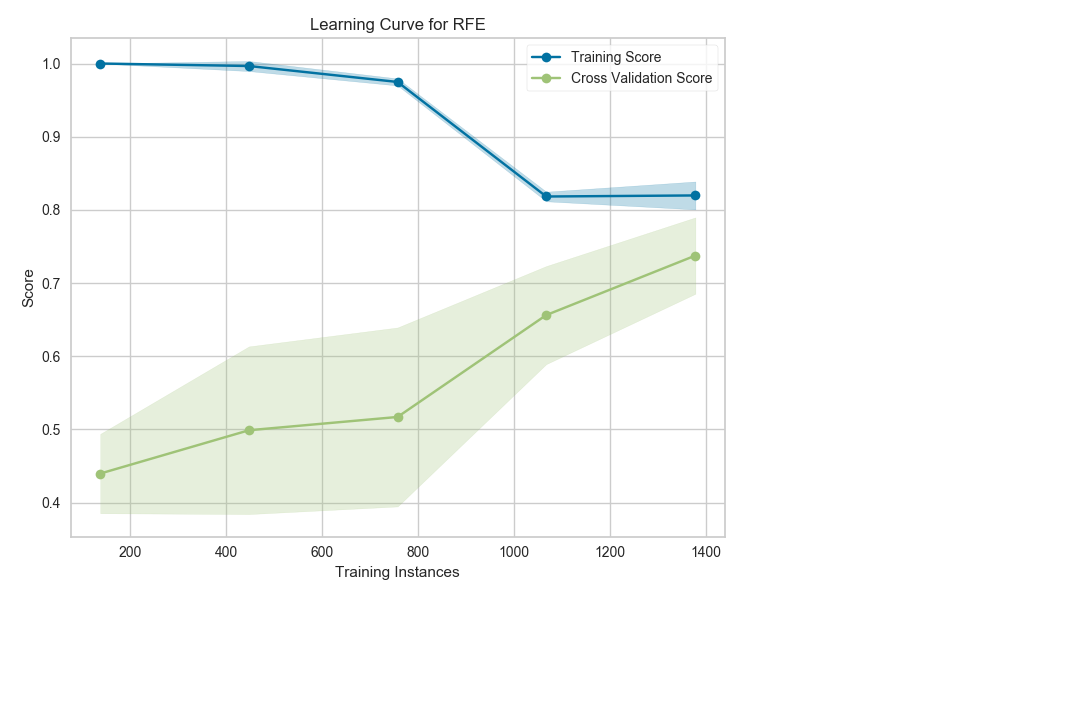 Learning Curve for RFE
Training Score
Cross Validation Score
1.0
0.9
0.8
0.7
0.6
0.5
0.4
Score
200 400 600 800 1000 1200 1400
Training Instances